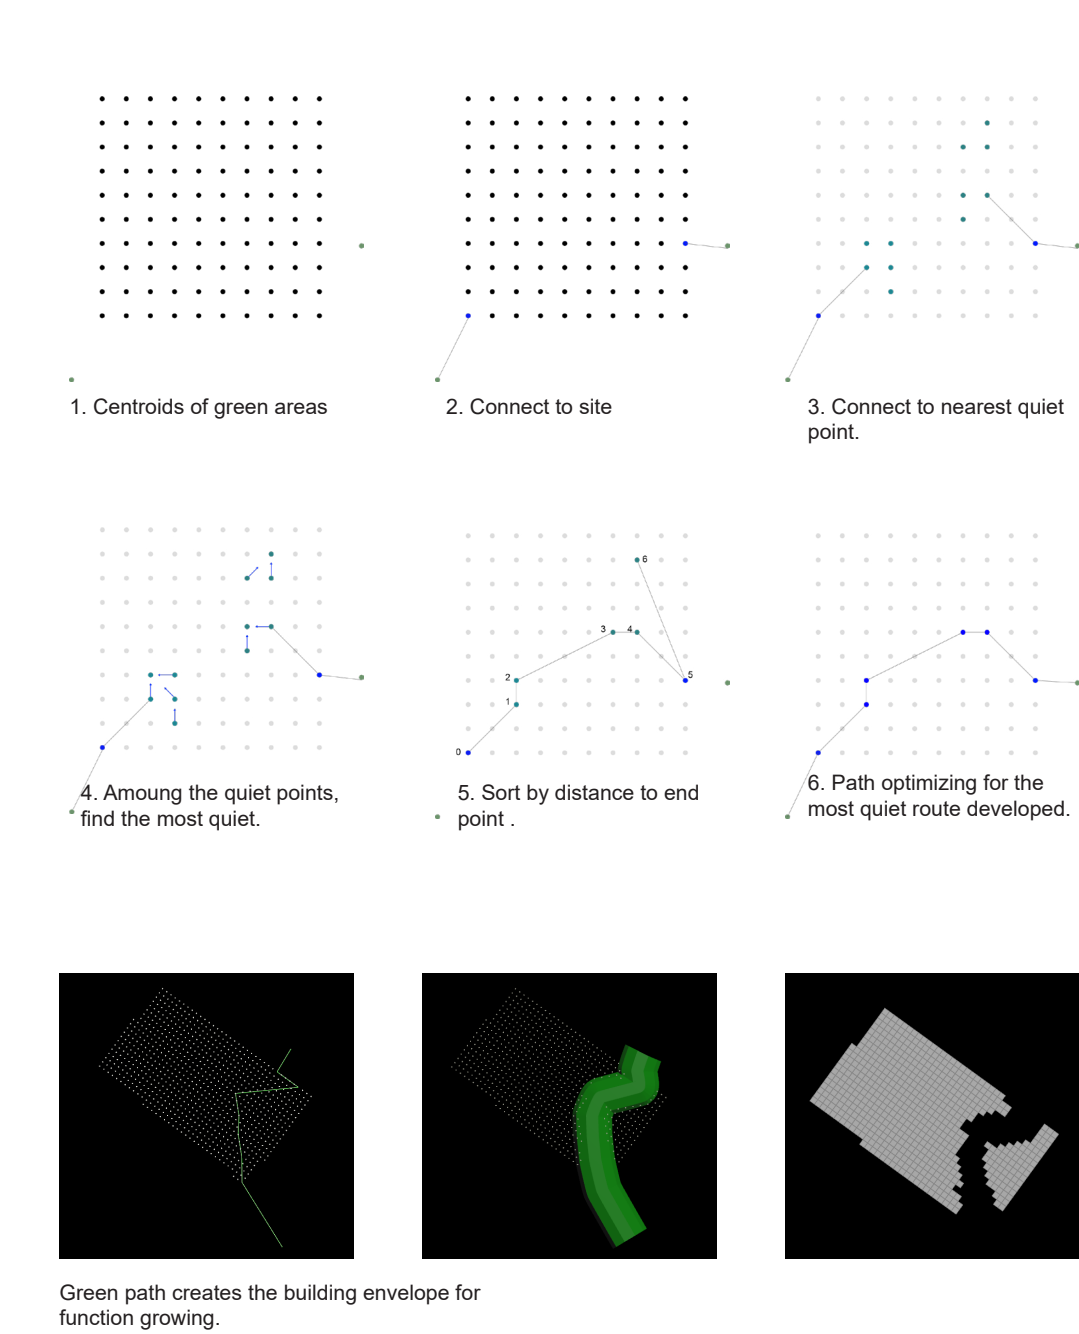 1. Centroids of green areas
2. Connect to site
3. Connect to nearest quiet
point.
4. Amoung the quiet points,
find the most quiet.
0
1
2
3
4
5
6
5. Sort by distance to end
point .
6. Path optimizing for the
most quiet route developed.
Green path creates the building envelope for
function growing.